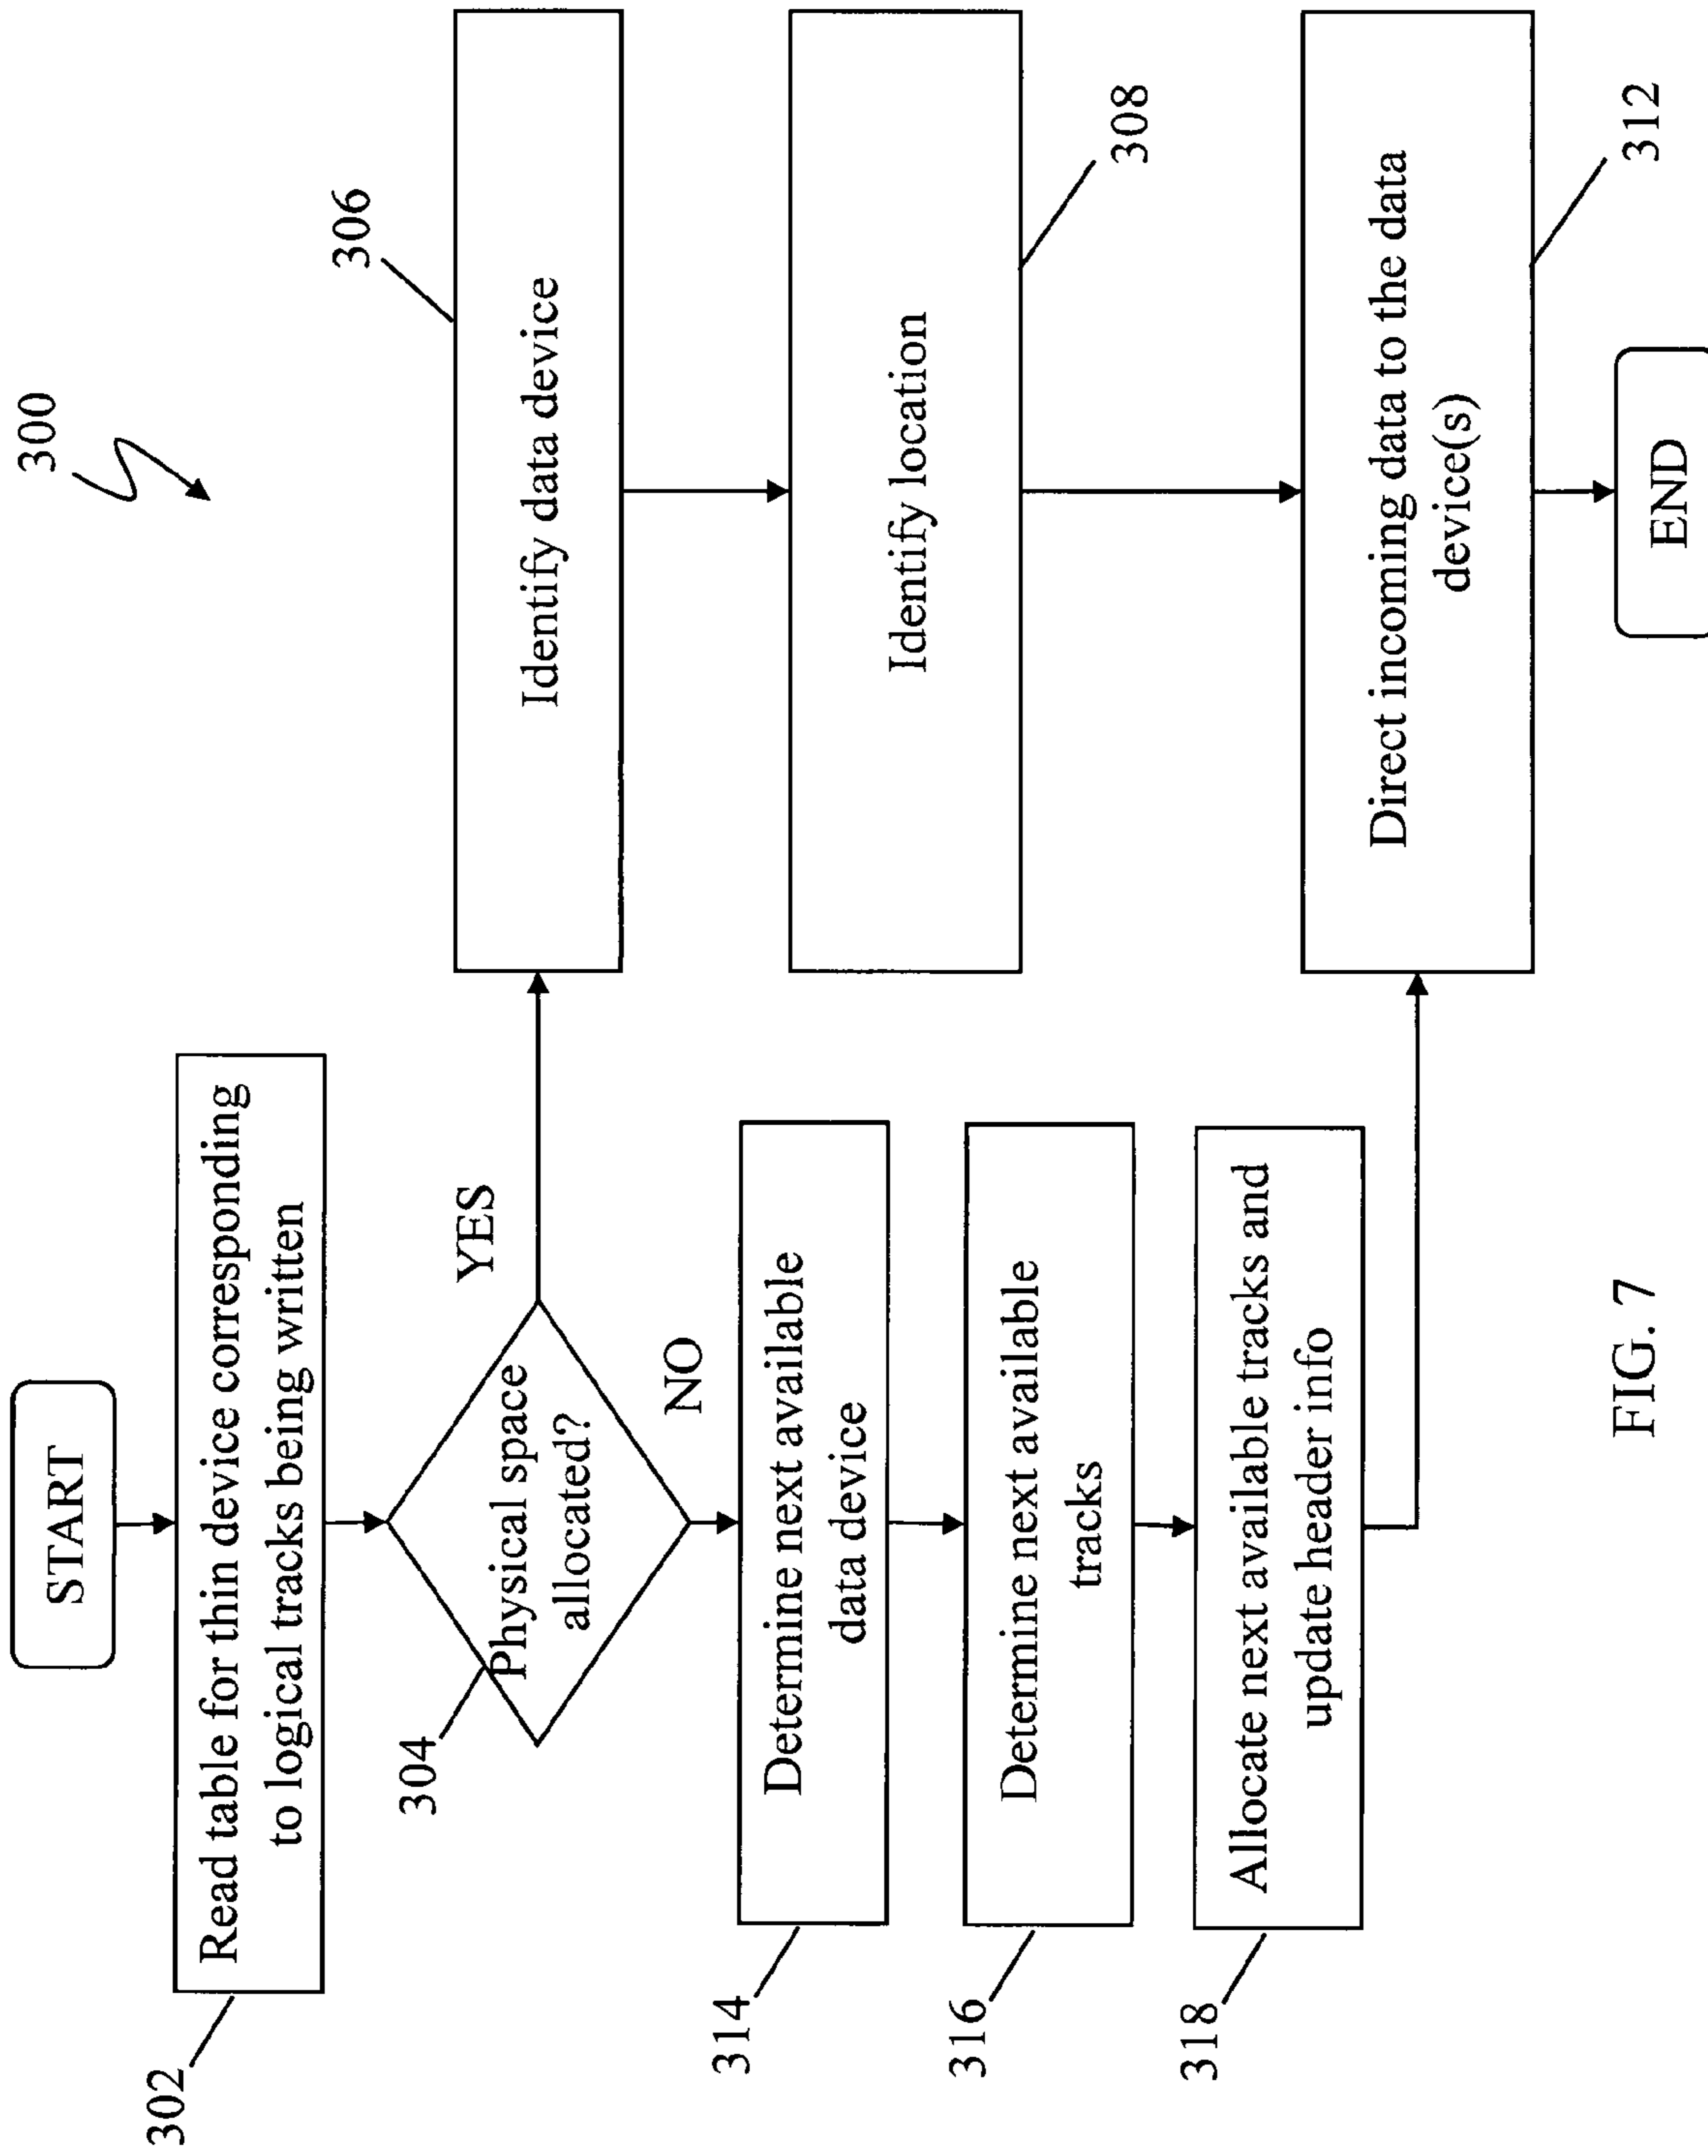 300
START
302
Read table for thin device corresponding
to logical tracks being written
304
Physical space
allocated?
YES
NO
306
Identify data device
308
Identify location
314
Determine next available
data device
316
Determine next available
tracks
318
Allocate next available tracks and
update header info
Direct incoming data to the data
device(s)
312
END
FIG. 7